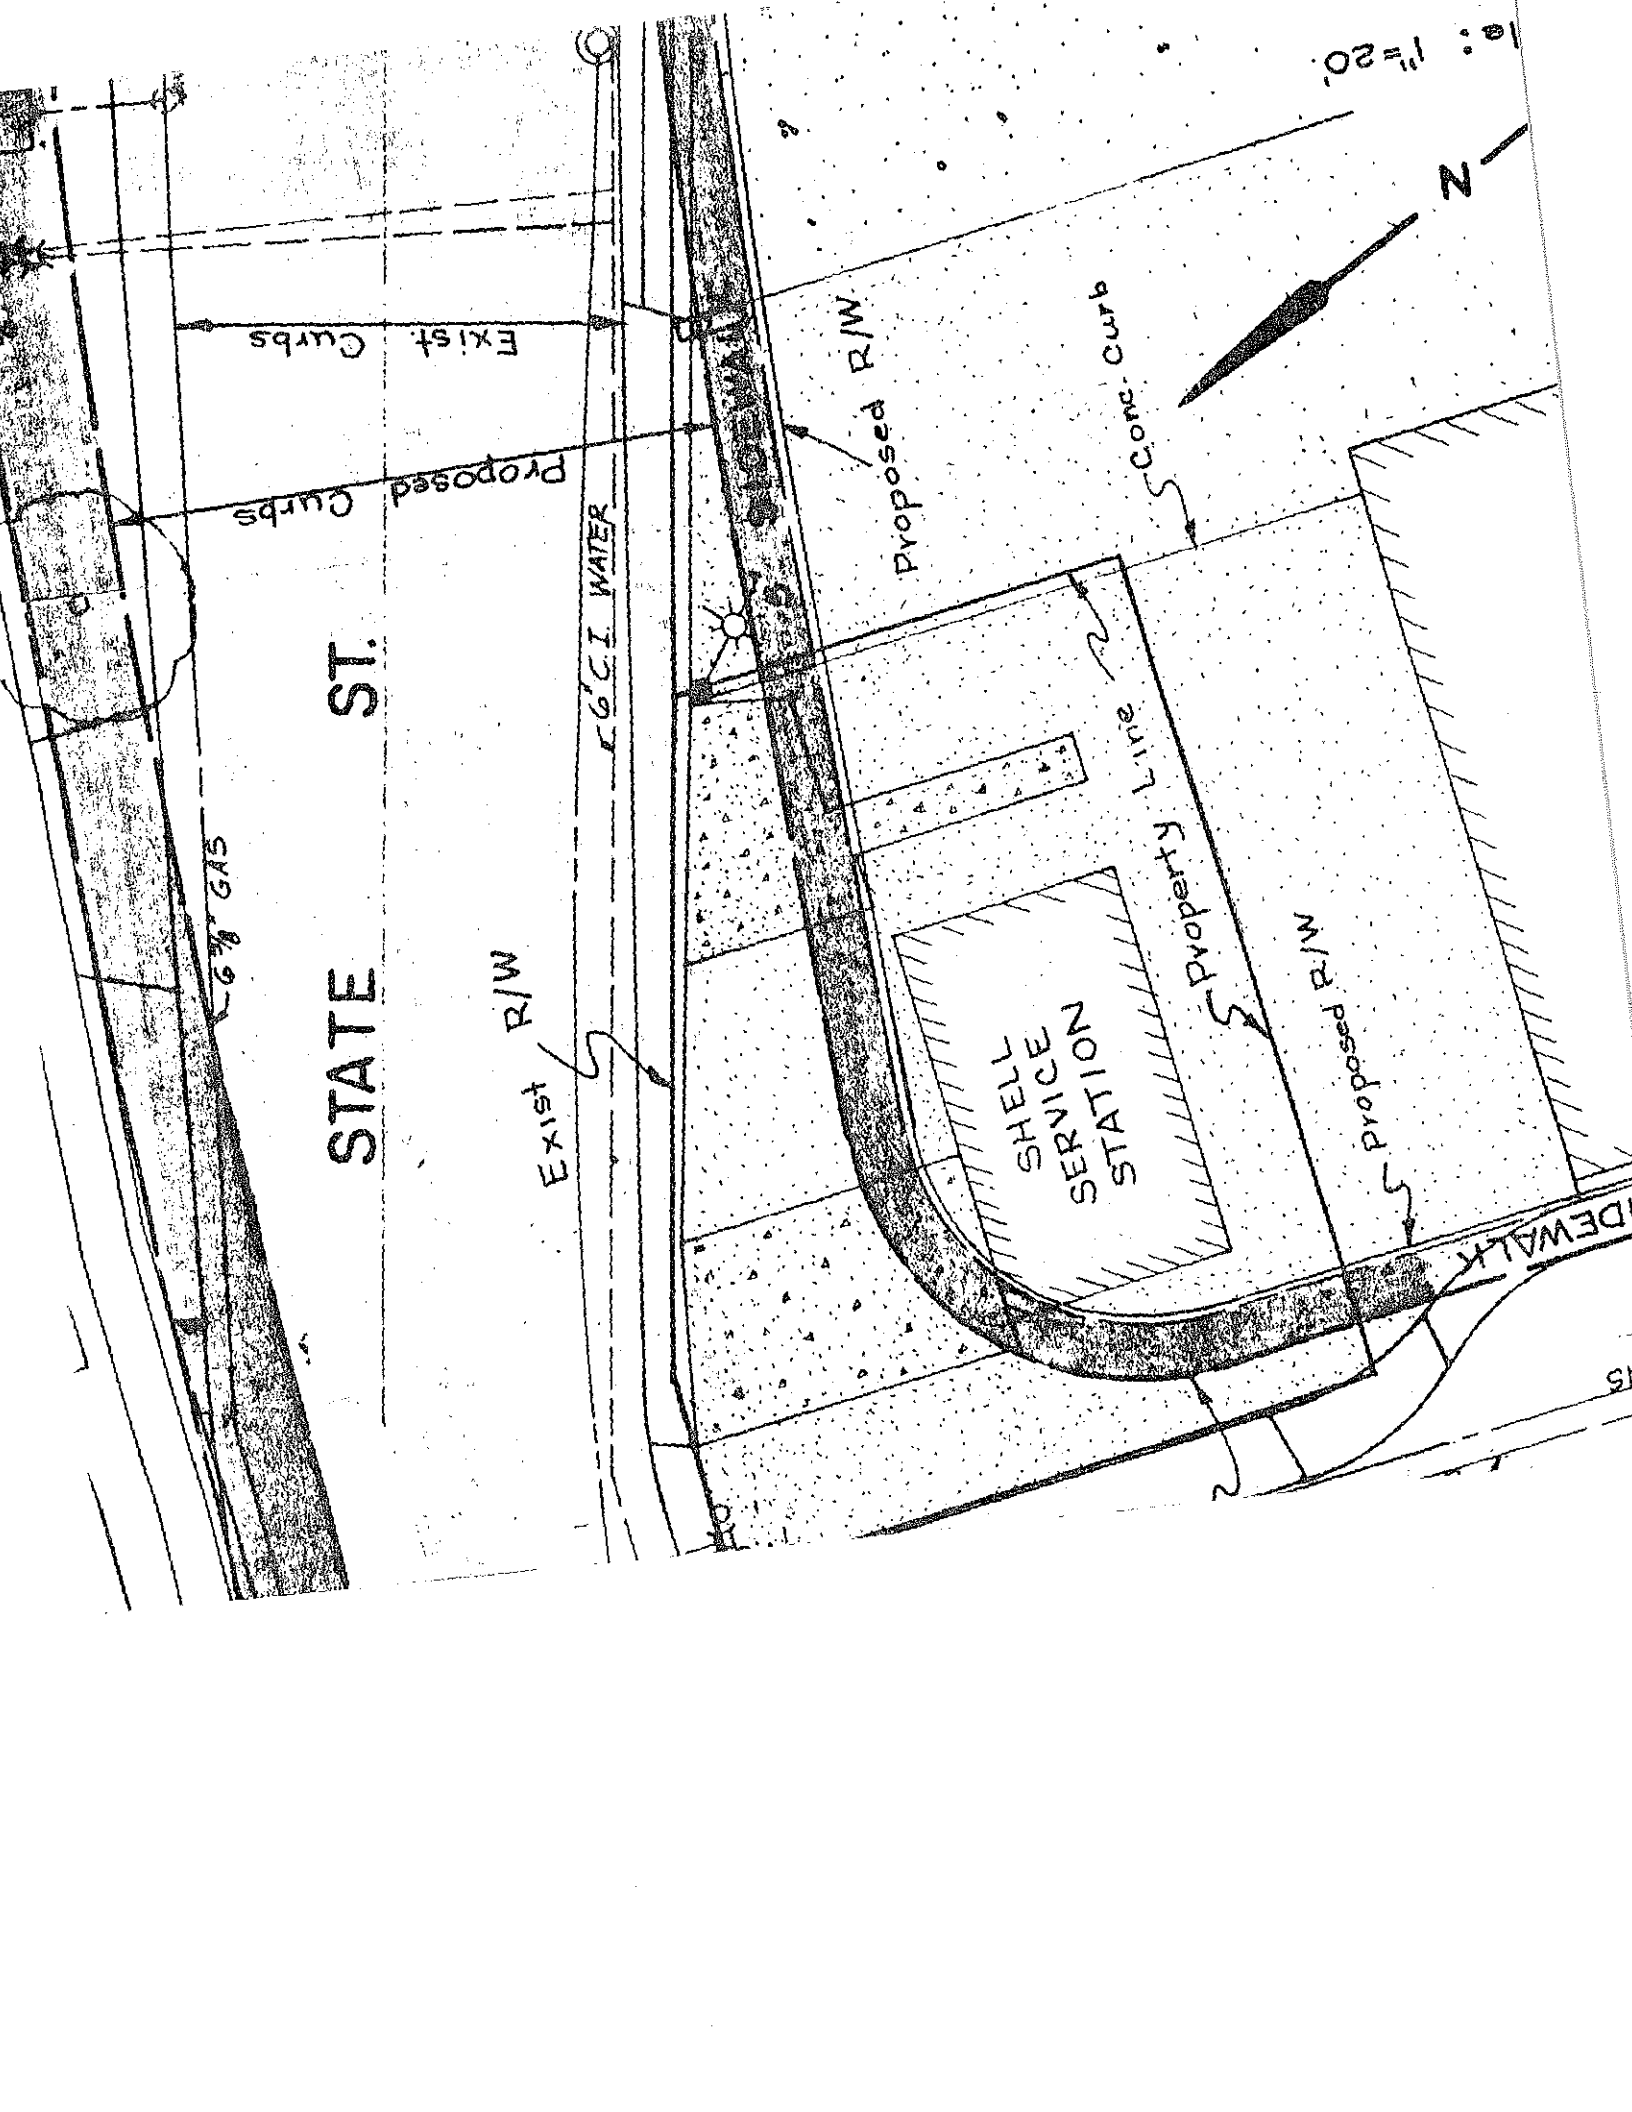 1"=20'
N
Exist. Curbs
Proposed Curbs
Proposed R/W
Conc. Curb
6" C.I. WATER
SIDEWALK
STATE ST.
6⅝" GAS
Exist R/W
Property Line
SHELL
SERVICE
STATION
Proposed R/W